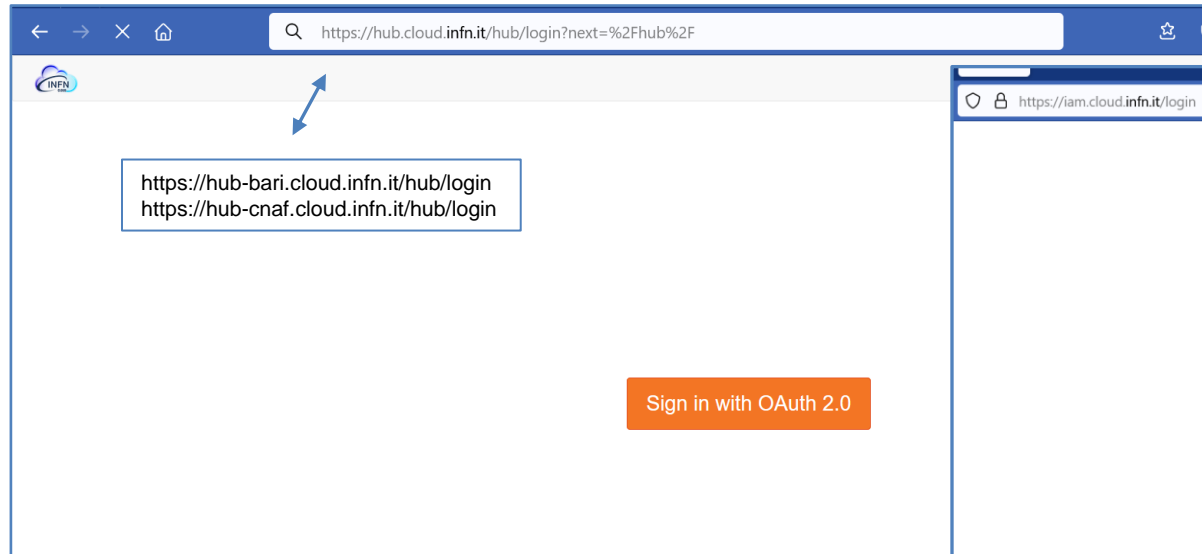 https://hub.cloud.infn.it/hub/login?next=%2Fhub%2F
INFN
https://iam.cloud.infn.it/login
https://hub-bari.cloud.infn.it/hub/login
https://hub-cnaf.cloud.infn.it/hub/login
Sign in with OAuth 2.0